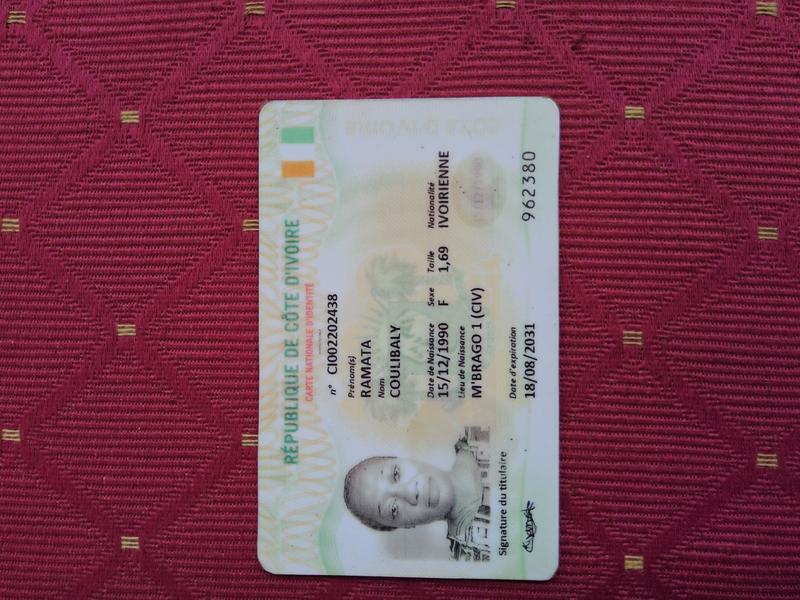 RÉPUBLIQUE DE CÔTE D'IVOIRE
CARTE NATIONALE D'IDENTITÉ
n° CI002202438
Prénom(s)
RAMATA
Nom
COULIBALY
Date de Naissance Sexe Taille Nationalité
15/12/1990 F 1,69 IVOIRIENNE
Lieu de Naissance
M'BRAGO 1 (CIV)
Date d'expiration
18/08/2031
962380
Signature du titulaire